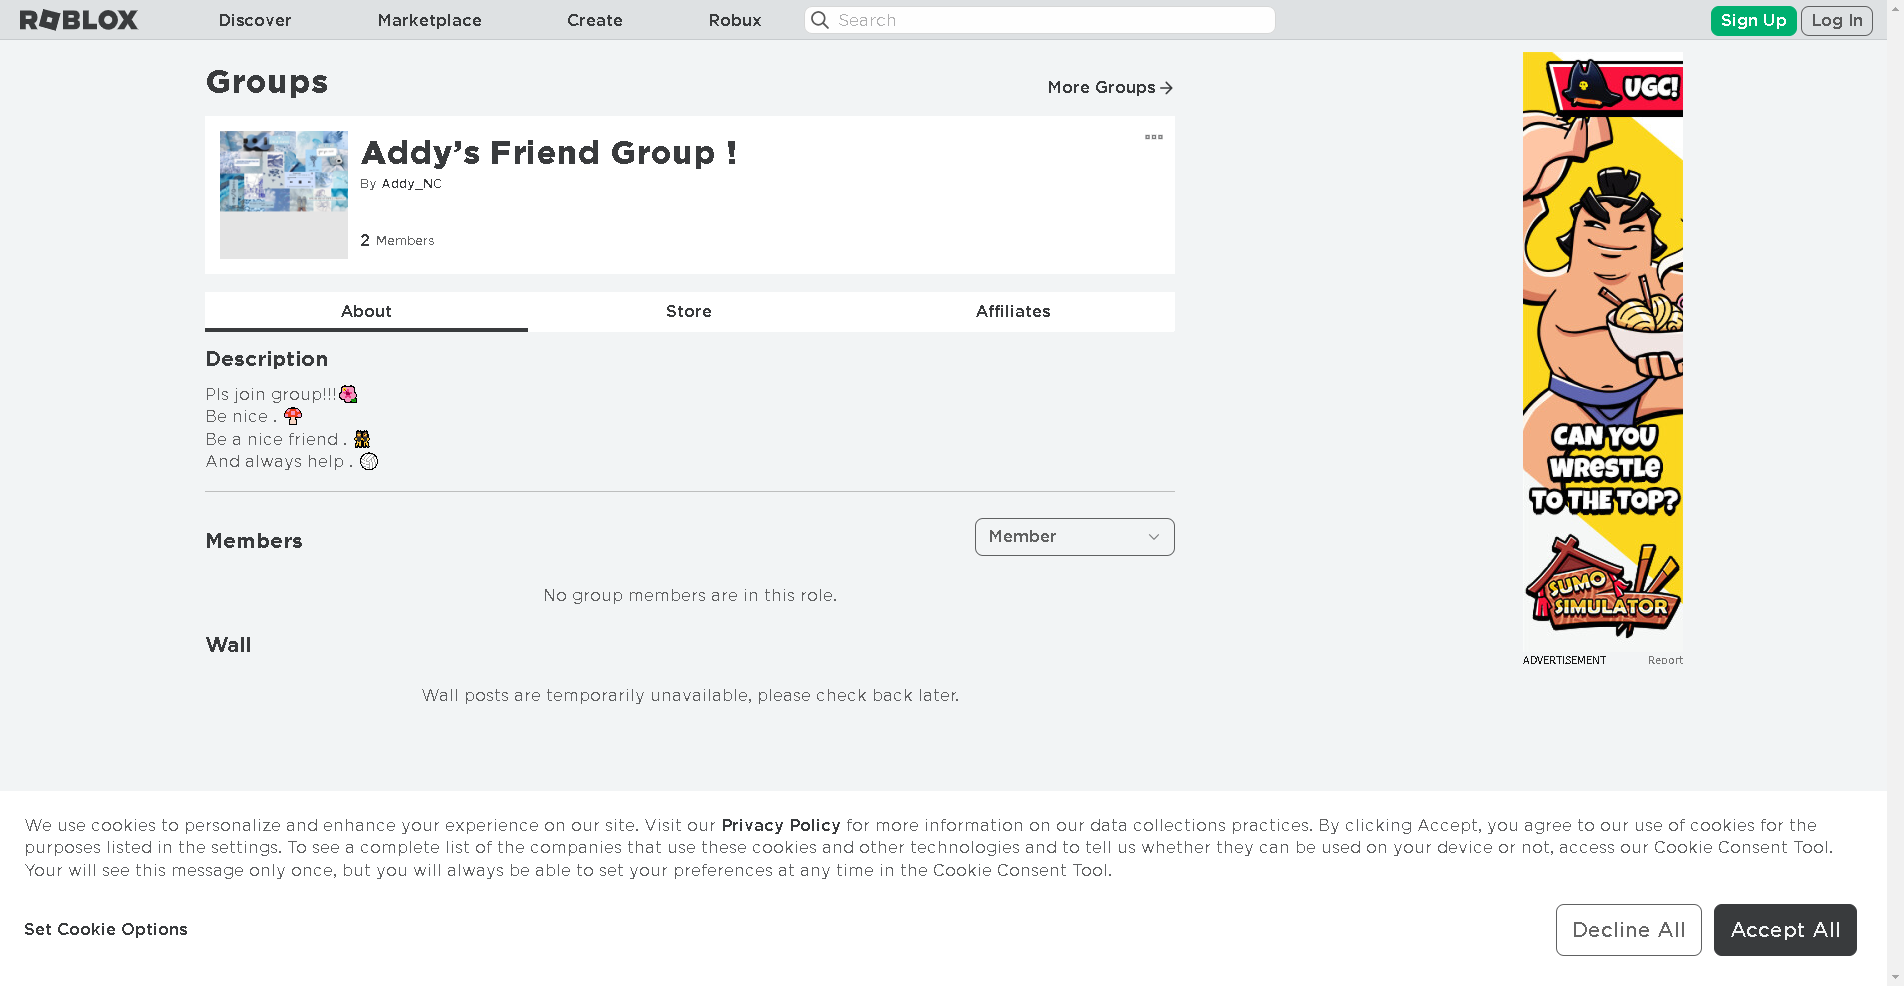 ROBLOX Discover Marketplace Create Robux Search Sign Up Log In
Groups
More Groups
Addy's Friend Group !
By Addy_NC
2 Members
About Store Affiliates
Description
Pls join group!!!🌺
Be nice . 🍄
Be a nice friend . 👯
And always help . 🏐
Members
Member
No group members are in this role.
Wall
Wall posts are temporarily unavailable, please check back later.
UGC!
CAN YOU
WRESTLE
TO THE TOP?
SUMO
SIMULATOR
ADVERTISEMENT Report
We use cookies to personalize and enhance your experience on our site. Visit our Privacy Policy for more information on our data collections practices. By clicking Accept, you agree to our use of cookies for the
purposes listed in the settings. To see a complete list of the companies that use these cookies and other technologies and to tell us whether they can be used on your device or not, access our Cookie Consent Tool.
Your will see this message only once, but you will always be able to set your preferences at any time in the Cookie Consent Tool.
Set Cookie Options
Decline All
Accept All